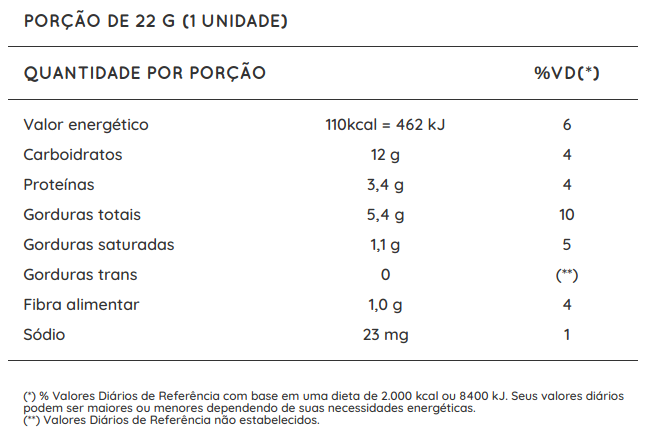 PORÇÃO DE 22 G (1 UNIDADE)
QUANTIDADE POR PORÇÃO %VD(*)
Valor energético 110kcal = 462 kJ 6
Carboidratos 12 g 4
Proteínas 3,4 g 4
Gorduras totais 5,4 g 10
Gorduras saturadas 1,1 g 5
Gorduras trans 0 (**)
Fibra alimentar 1,0 g 4
Sódio 23 mg 1
(*) % Valores Diários de Referência com base em uma dieta de 2.000 kcal ou 8400 kJ. Seus valores diários
podem ser maiores ou menores dependendo de suas necessidades energéticas.
(**) Valores Diários de Referência não estabelecidos.